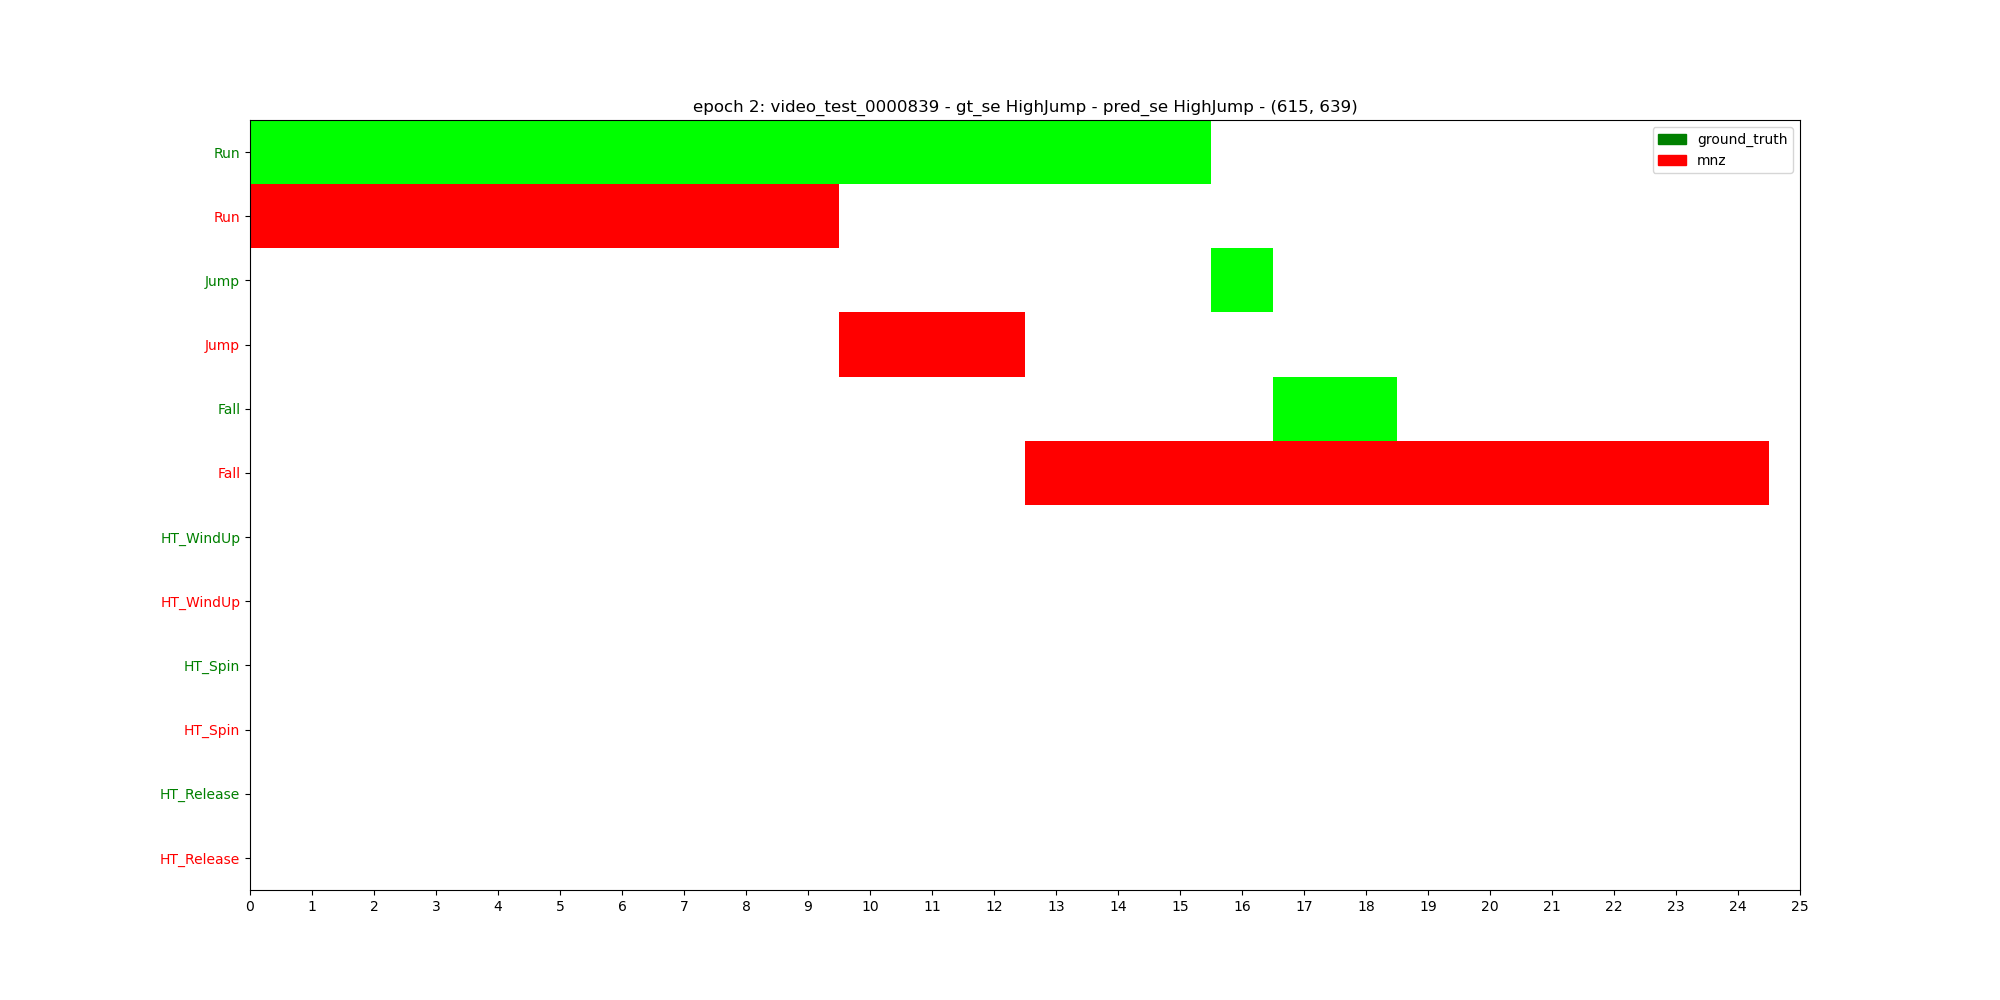 epoch 2: video_test_0000839 - gt_se HighJump - pred_se HighJump - (615, 639)
ground_truth
mnz
Run
Run
Jump
Jump
Fall
Fall
HT_WindUp
HT_WindUp
HT_Spin
HT_Spin
HT_Release
HT_Release
0 1 2 3 4 5 6 7 8 9 10 11 12 13 14 15 16 17 18 19 20 21 22 23 24 25